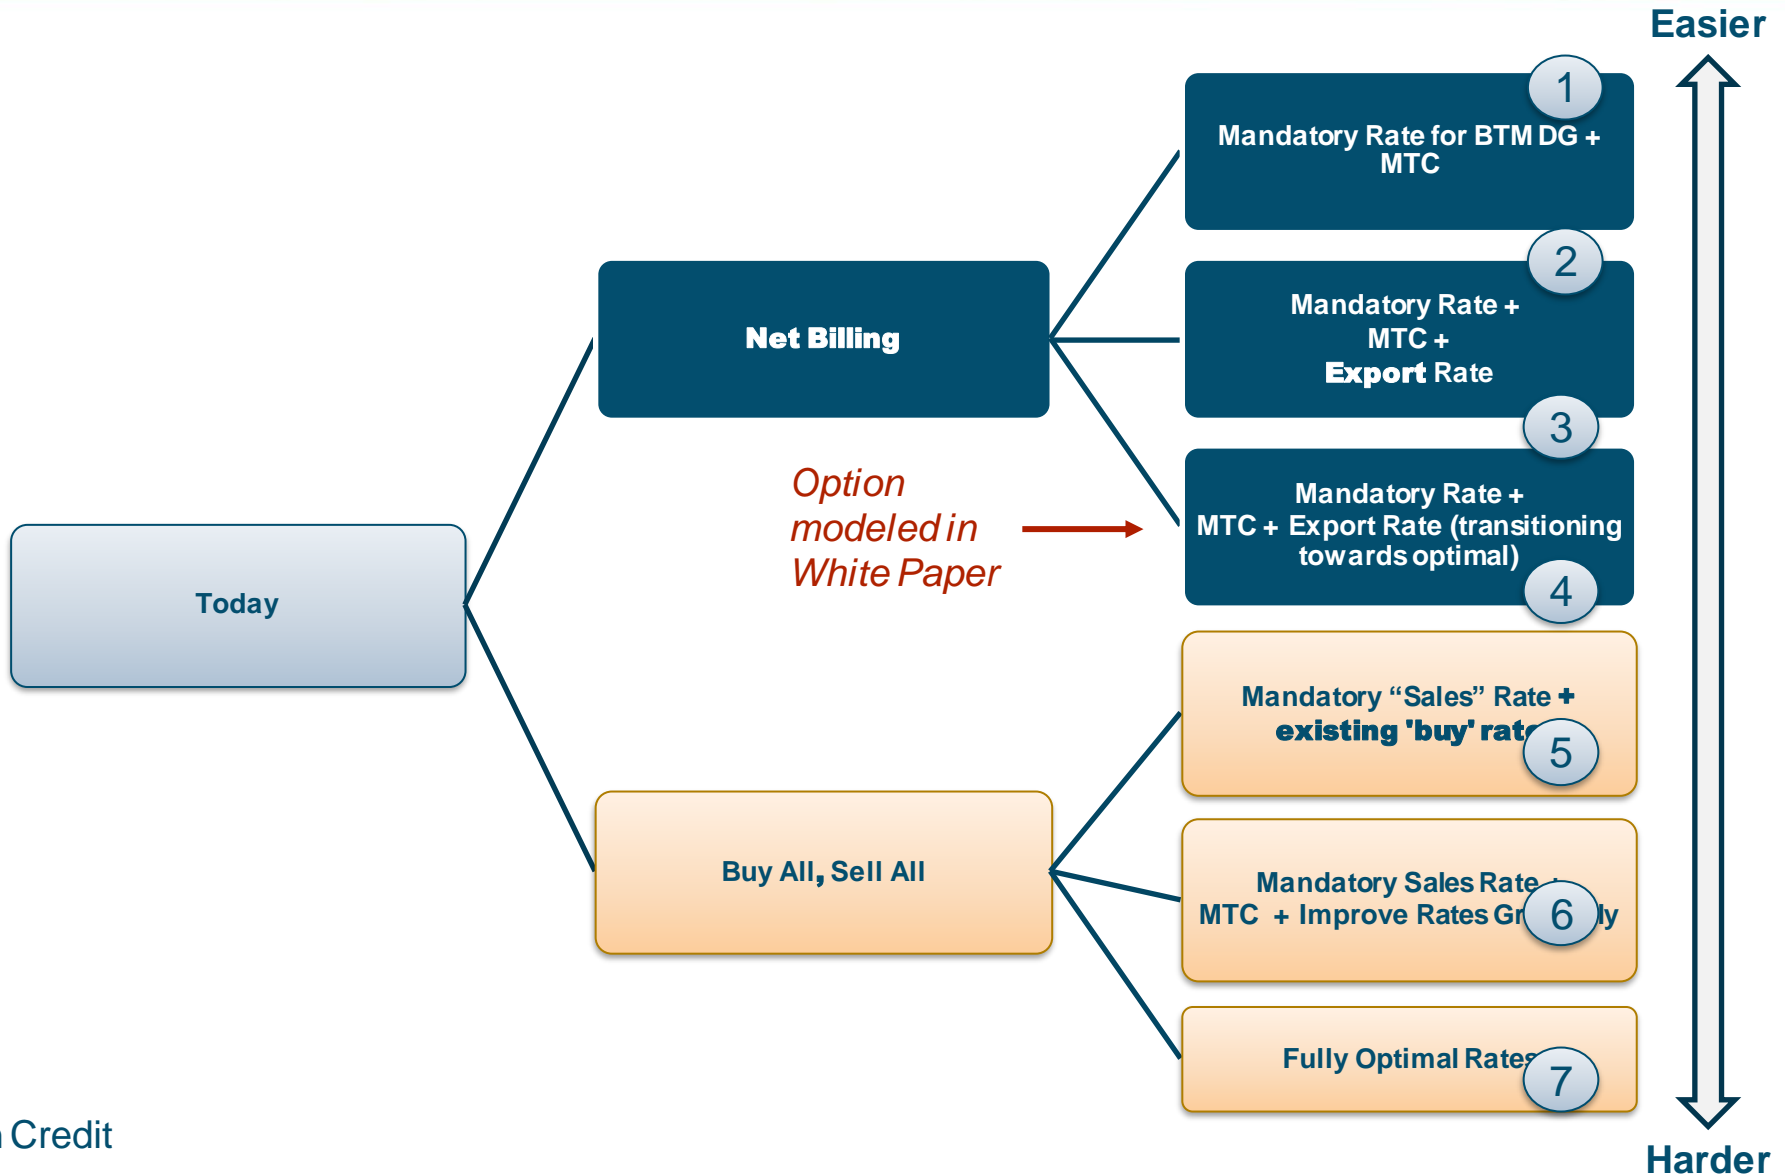 Easier
1
Mandatory Rate for BTM DG +
MTC
2
Mandatory Rate +
MTC +
Export Rate
Net Billing
3
Mandatory Rate +
MTC + Export Rate (transitioning
towards optimal)
Option
modeled in
White Paper
4
Today
Mandatory “Sales” Rate +
existing 'buy' rate
5
Buy All, Sell All
Mandatory Sales Rate +
MTC + Improve Rates
6
Fully Optimal Rates
7
Credit
Harder